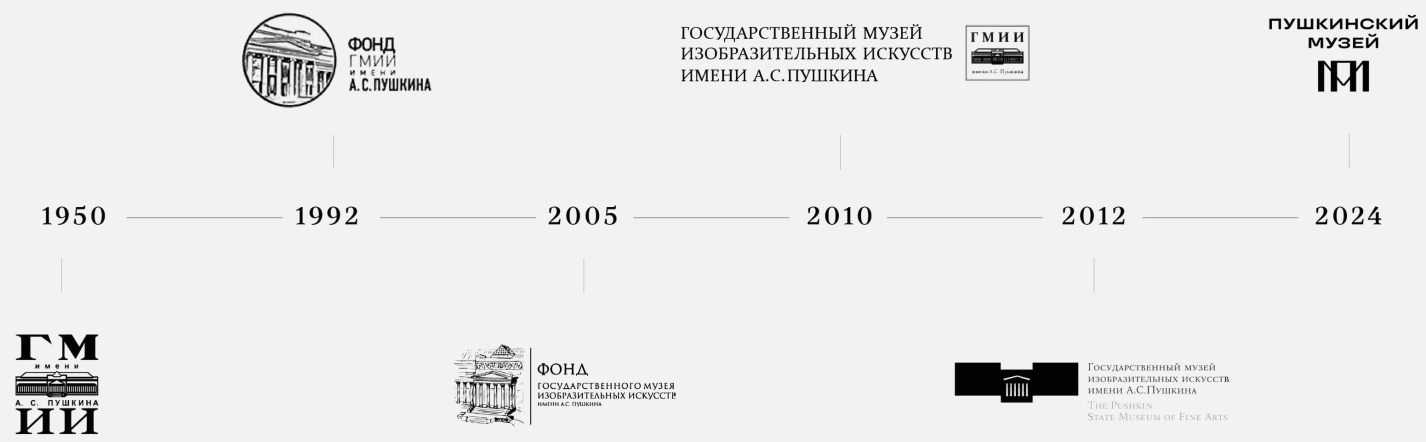 ФОНД
ГМИИ
ИМЕНИ
А.С.ПУШКИНА
ГОСУДАРСТВЕННЫЙ МУЗЕЙ
ИЗОБРАЗИТЕЛЬНЫХ ИСКУССТВ
ИМЕНИ А.С.ПУШКИНА
ГМИИ
имени А.С. Пушкина
ПУШКИНСКИЙ
МУЗЕЙ
1950
1992
2005
2010
2012
2024
ГМ
имени
А. С. ПУШКИНА
ИИ
ФОНД
ГОСУДАРСТВЕННОГО МУЗЕЯ
ИЗОБРАЗИТЕЛЬНЫХ ИСКУССТВ
ИМЕНИ А.С. ПУШКИНА
Государственный музей
изобразительных искусств
имени А.С.Пушкина
The Pushkin
State Museum of Fine Arts